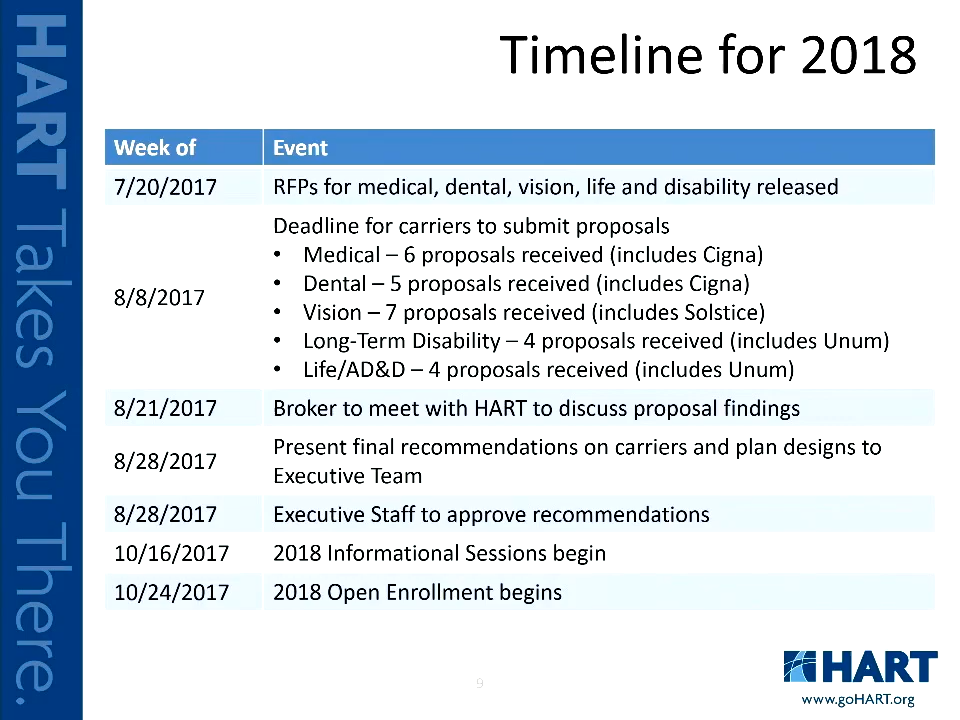 HART Takes You There.
Timeline for 2018
Week of Event
7/20/2017 RFPs for medical, dental, vision, life and disability released
8/8/2017 Deadline for carriers to submit proposals
• Medical – 6 proposals received (includes Cigna)
• Dental – 5 proposals received (includes Cigna)
• Vision – 7 proposals received (includes Solstice)
• Long-Term Disability – 4 proposals received (includes Unum)
• Life/AD&D – 4 proposals received (includes Unum)
8/21/2017 Broker to meet with HART to discuss proposal findings
8/28/2017 Present final recommendations on carriers and plan designs to
Executive Team
8/28/2017 Executive Staff to approve recommendations
10/16/2017 2018 Informational Sessions begin
10/24/2017 2018 Open Enrollment begins
9
HART
www.goHART.org